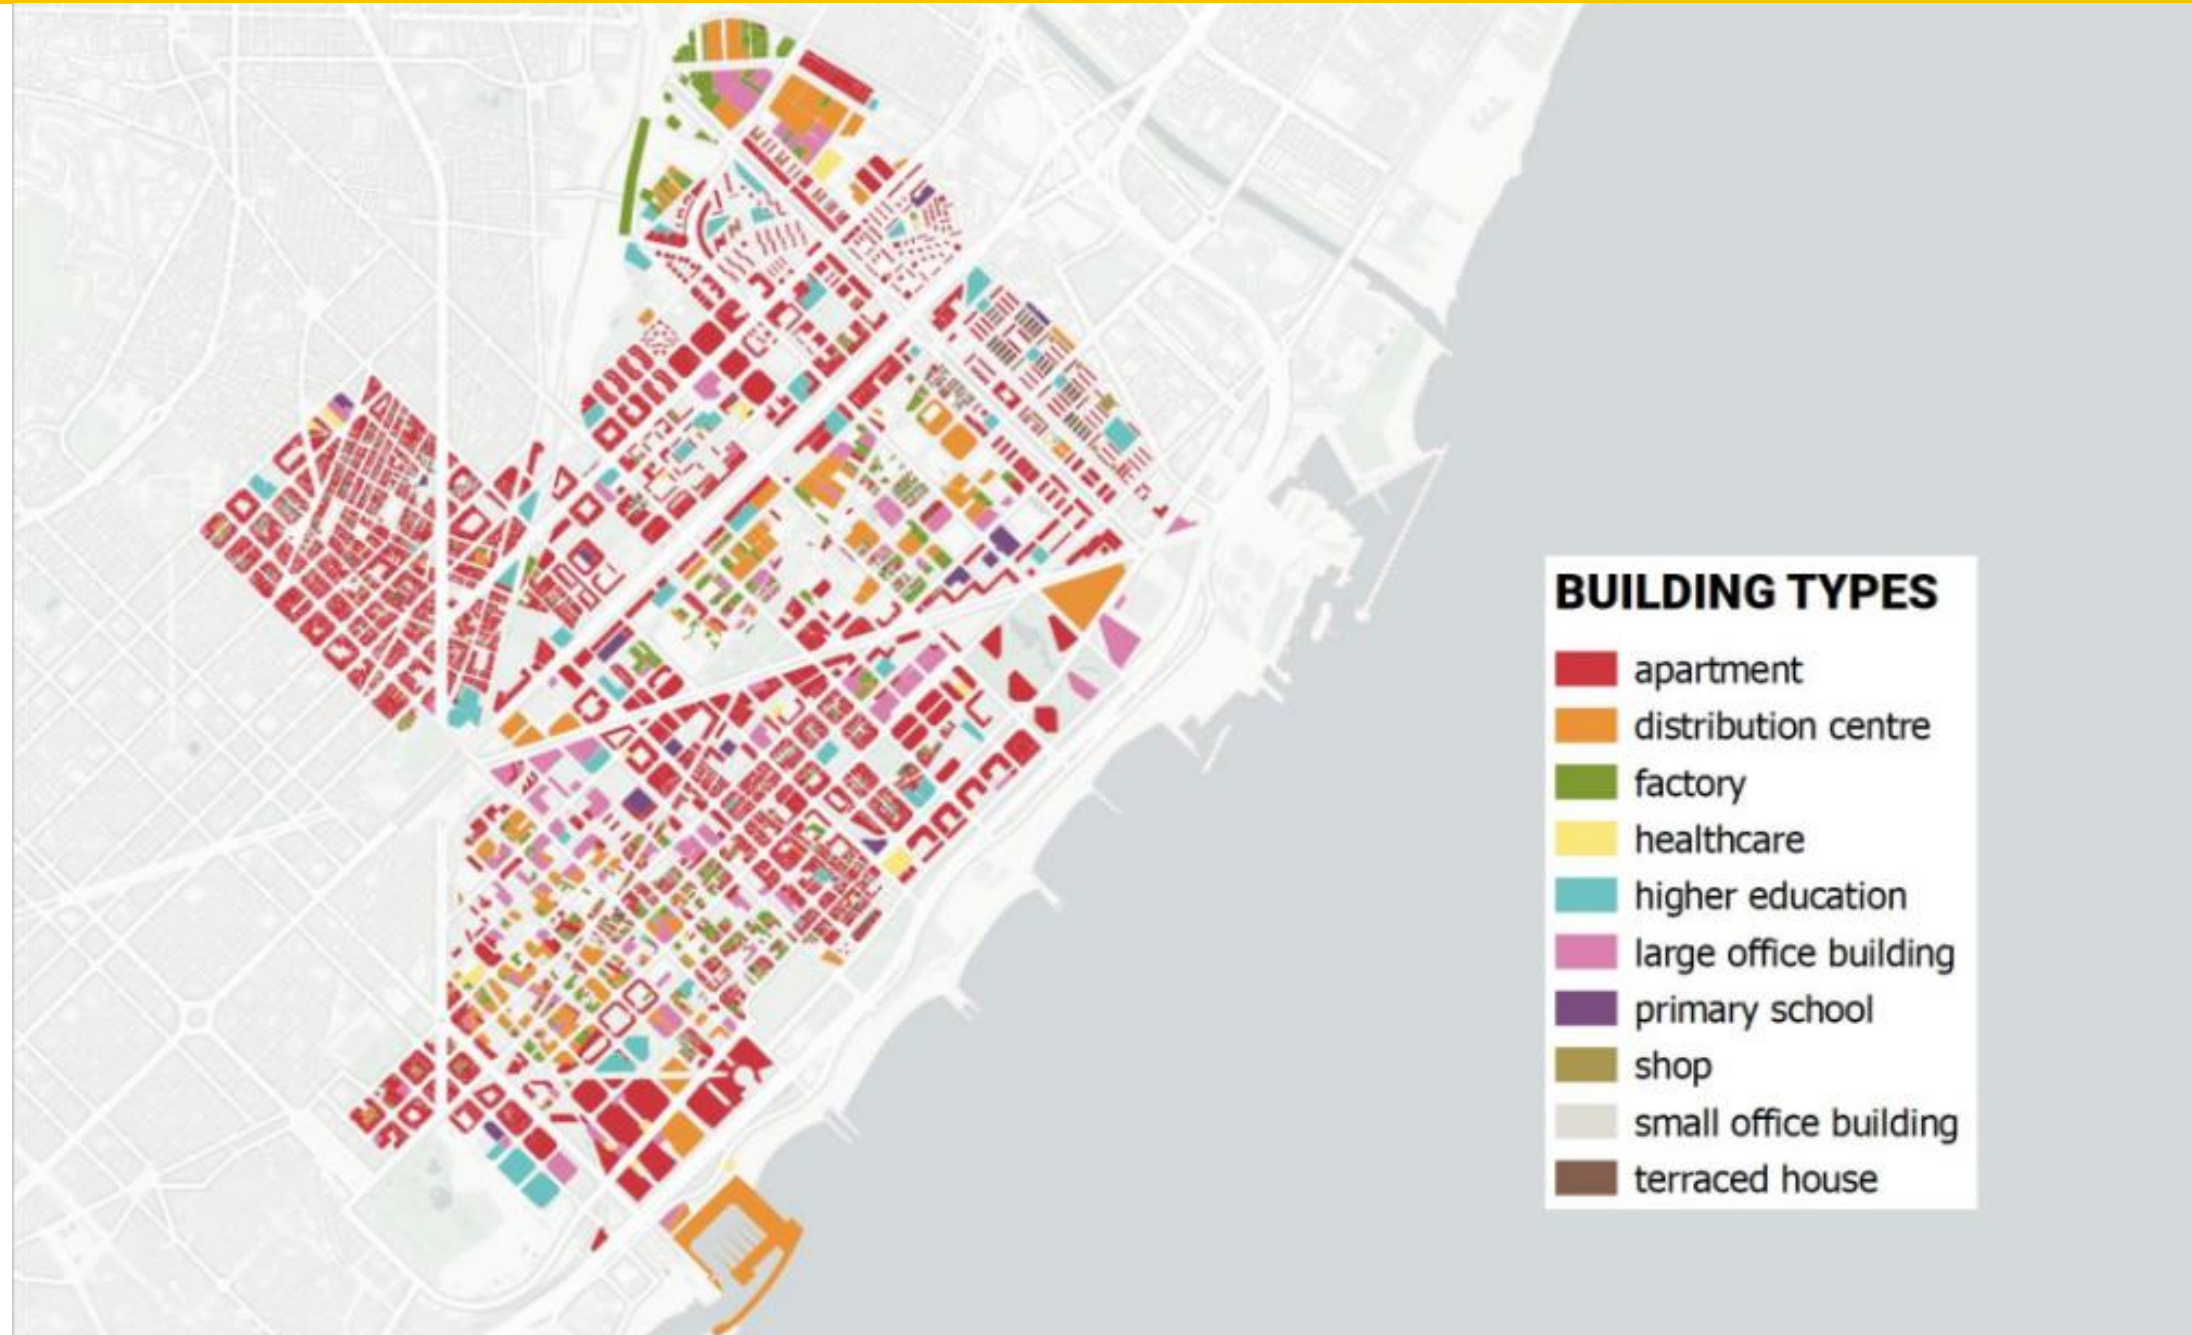 BUILDING TYPES
apartment
distribution centre
factory
healthcare
higher education
large office building
primary school
shop
small office building
terraced house